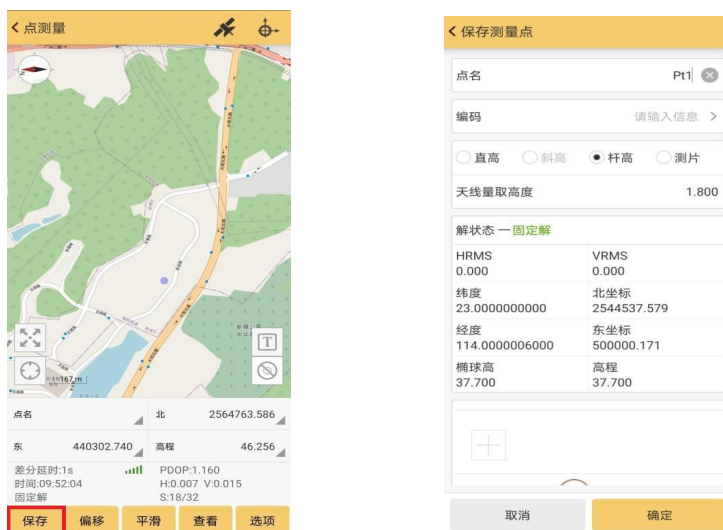 点测量
167 m
点名
北 2564763.586
东 440302.740
高程 46.256
差分延时:1s
PDOP:1.160
时间:09:52:04
H:0.007 V:0.015
固定解
S:18/32
保存 偏移 平滑 查看 选项
保存测量点
点名 Pt1
编码 请输入信息
直高 斜高 杆高 测片
天线量取高度 1.800
解状态 — 固定解
HRMS VRMS
0.000 0.000
纬度 北坐标
23.0000000000 2544537.579
经度 东坐标
114.0000006000 500000.171
椭球高 高程
37.700 37.700
取消 确定